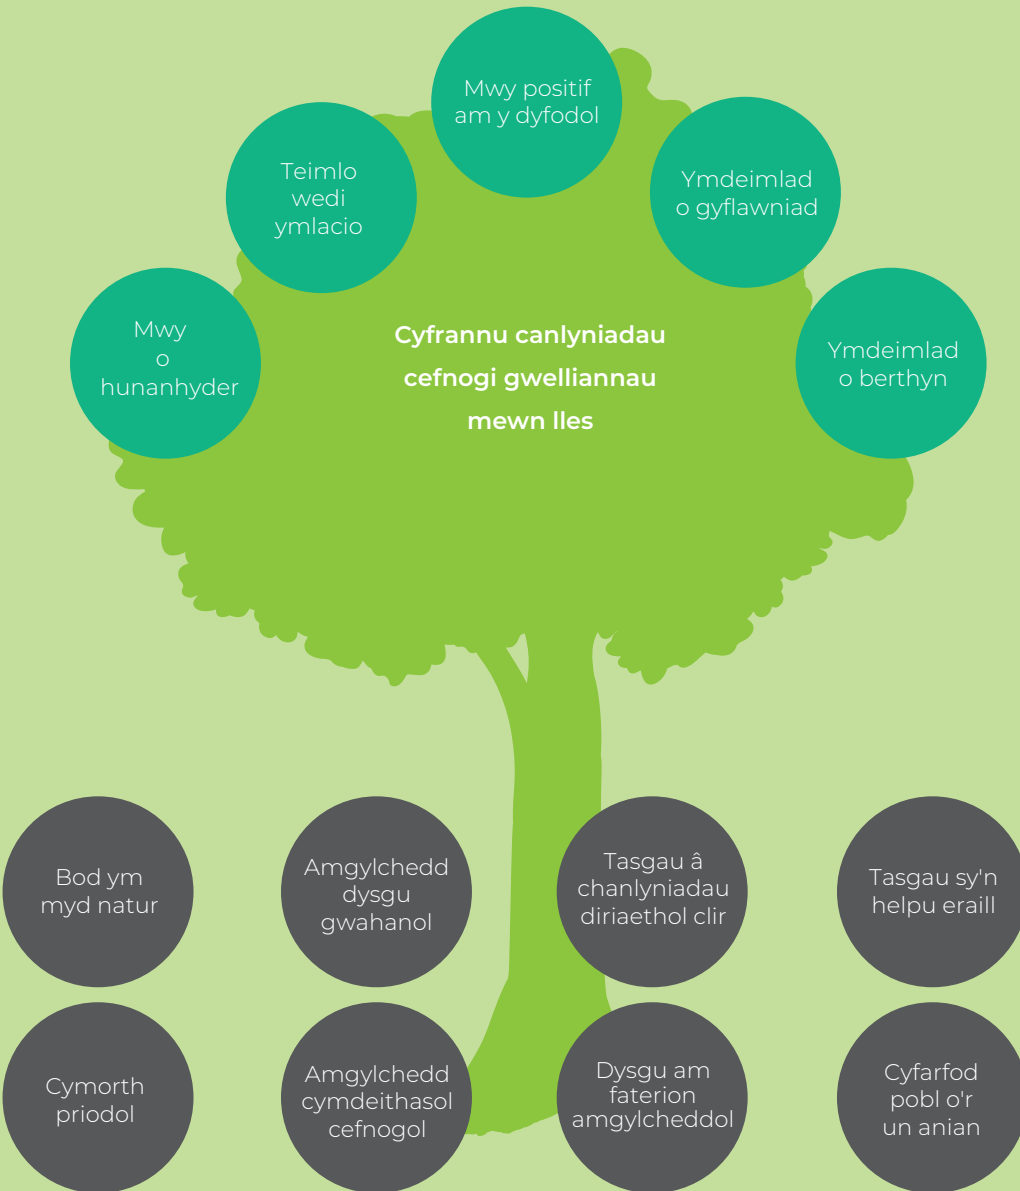 Mwy positif
am y dyfodol
Teimlo
wedi
ymlacio
Ymdeimlad
o gyflawniad
Mwy
o
hunanhyder
Cyfrannu canlyniadau
cefnogi gwelliannau
mewn lles
Ymdeimlad
o berthyn
Bod ym
myd natur
Amgylchedd
dysgu
gwahanol
Tasgau â
chanlyniadau
diriaethol clir
Tasgau sy'n
helpu eraill
Cymorth
priodol
Amgylchedd
cymdeithasol
cefnogol
Dysgu am
faterion
amgylcheddol
Cyfarfod
pobl o'r
un anian